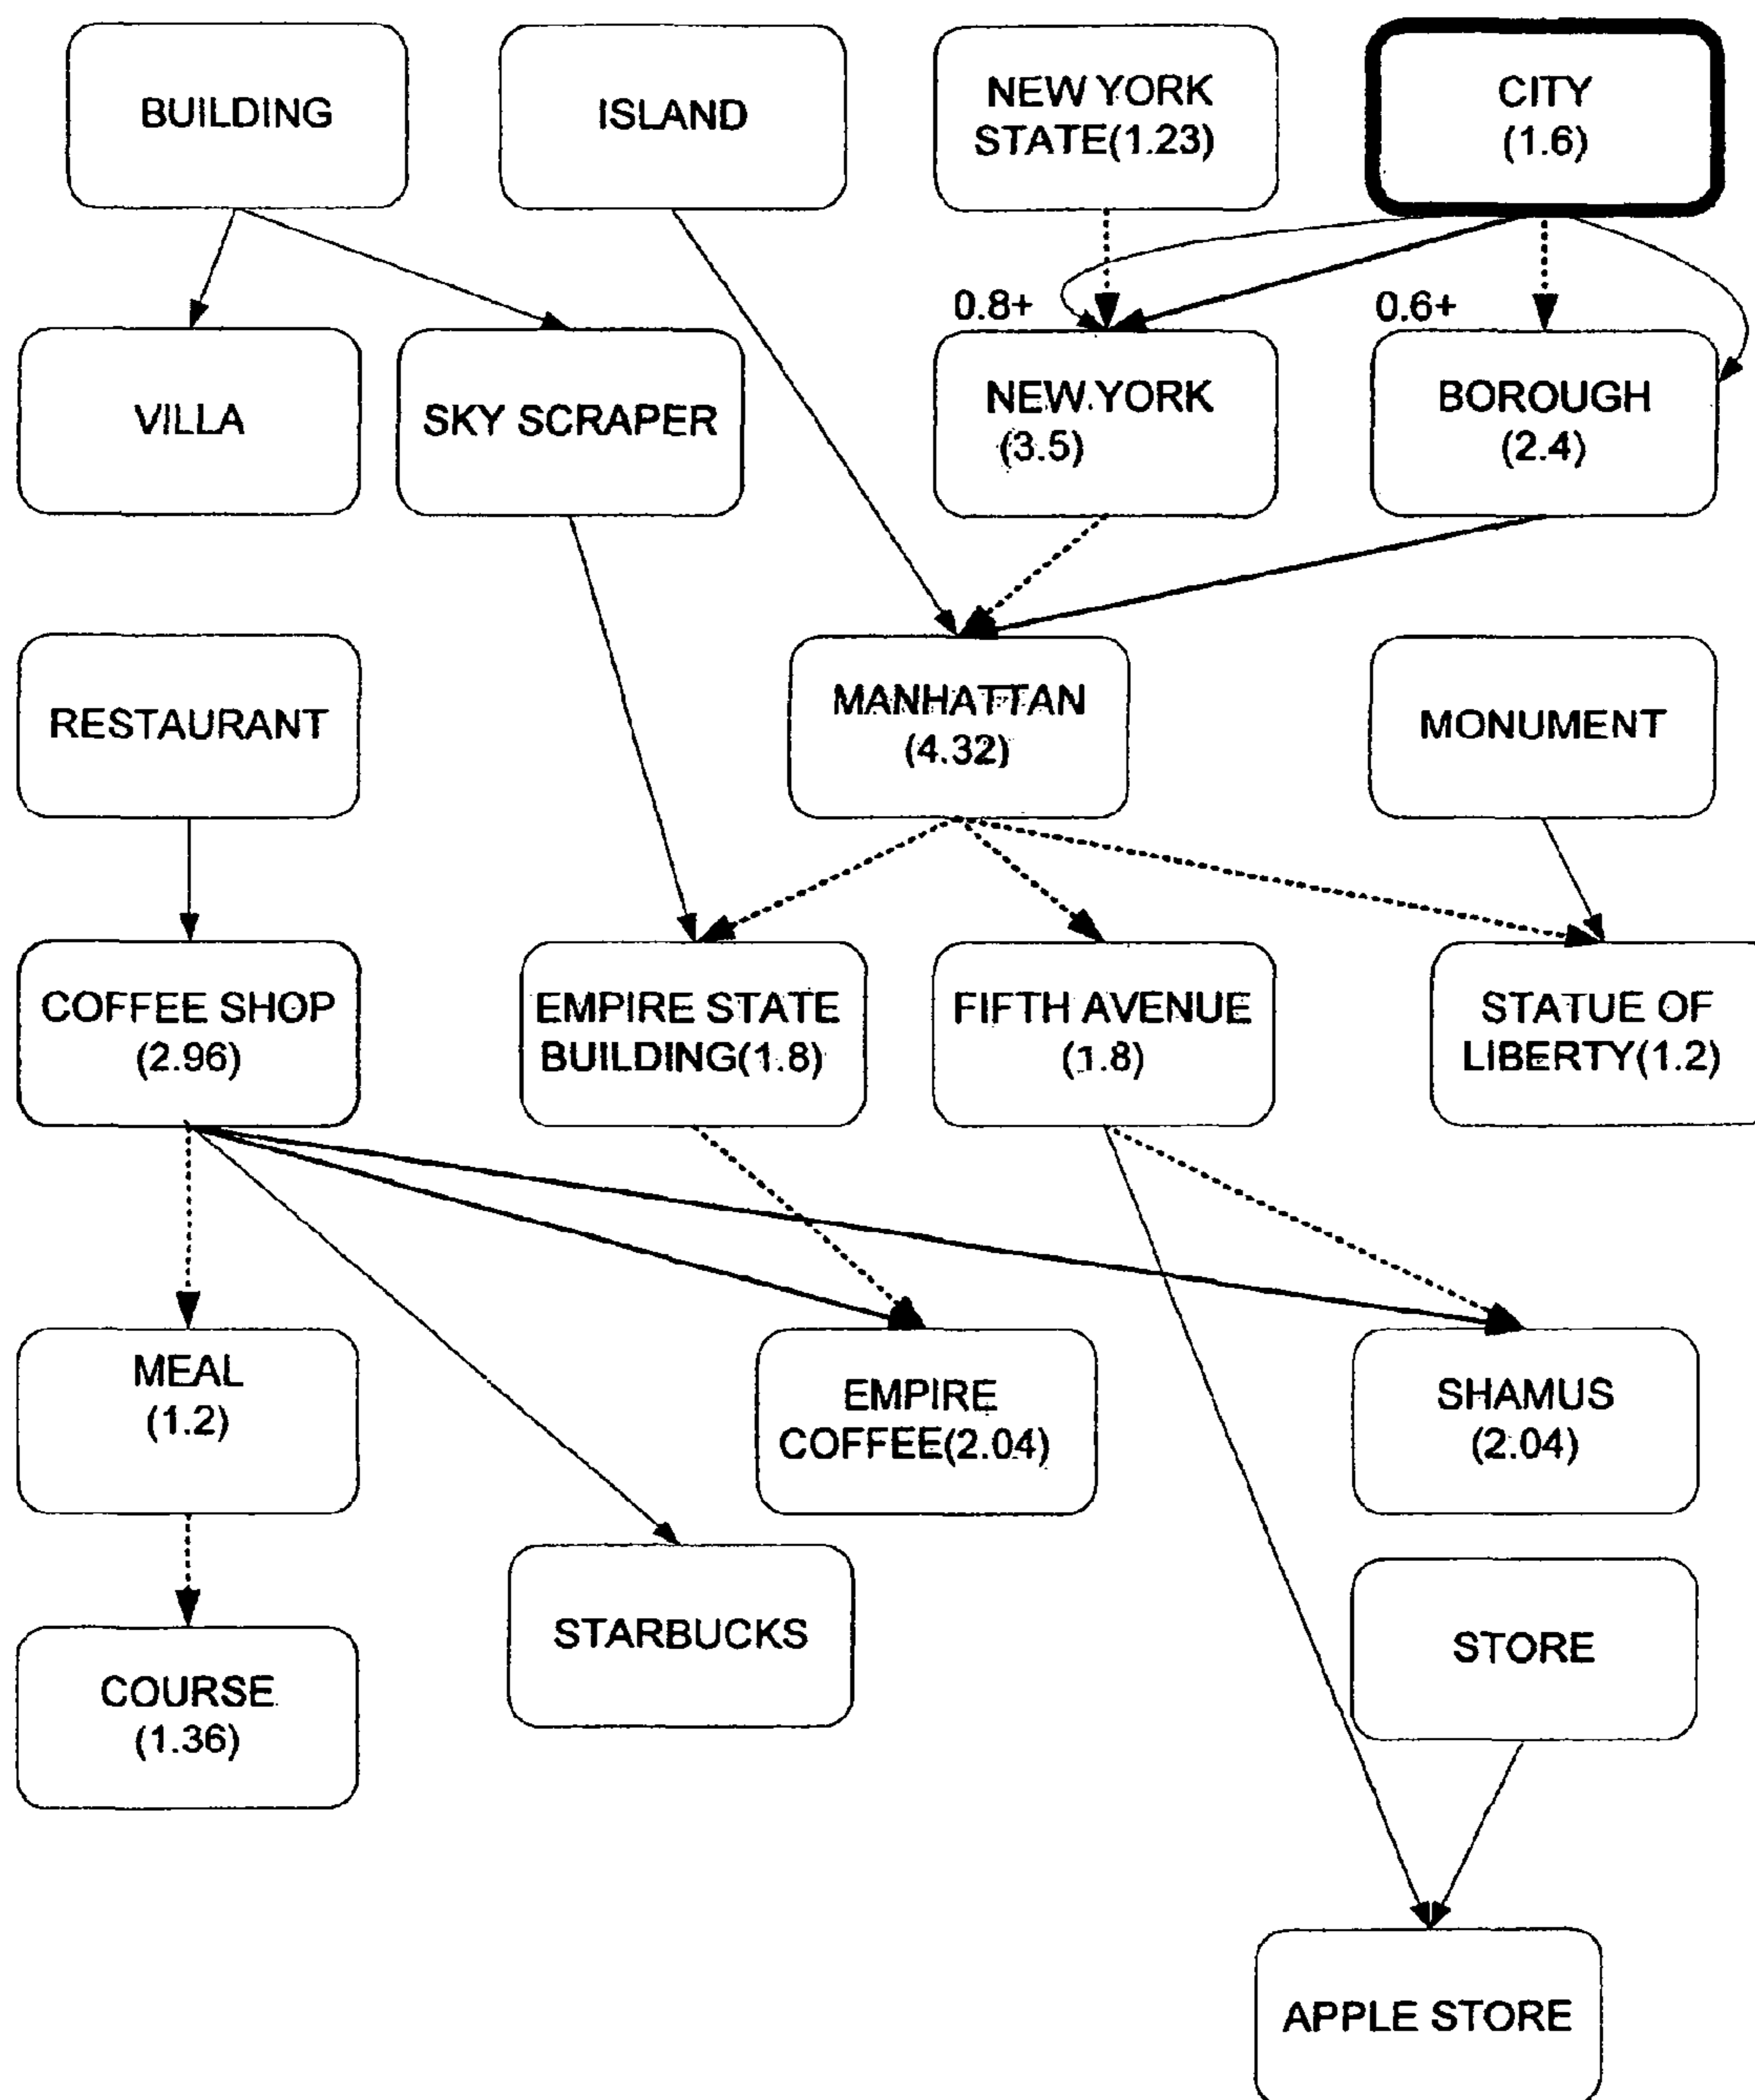 BUILDING
ISLAND
NEW YORK
STATE(1.23)
CITY
(1.6)
0.8+
0.6+
VILLA
SKY SCRAPER
NEW YORK
(3.5)
BOROUGH
(2.4)
RESTAURANT
MANHATTAN
(4.32)
MONUMENT
COFFEE SHOP
(2.96)
EMPIRE STATE
BUILDING(1.8)
FIFTH AVENUE
(1.8)
STATUE OF
LIBERTY(1.2)
MEAL
(1.2)
EMPIRE
COFFEE(2.04)
SHAMUS
(2.04)
STARBUCKS
STORE
COURSE
(1.36)
APPLE STORE